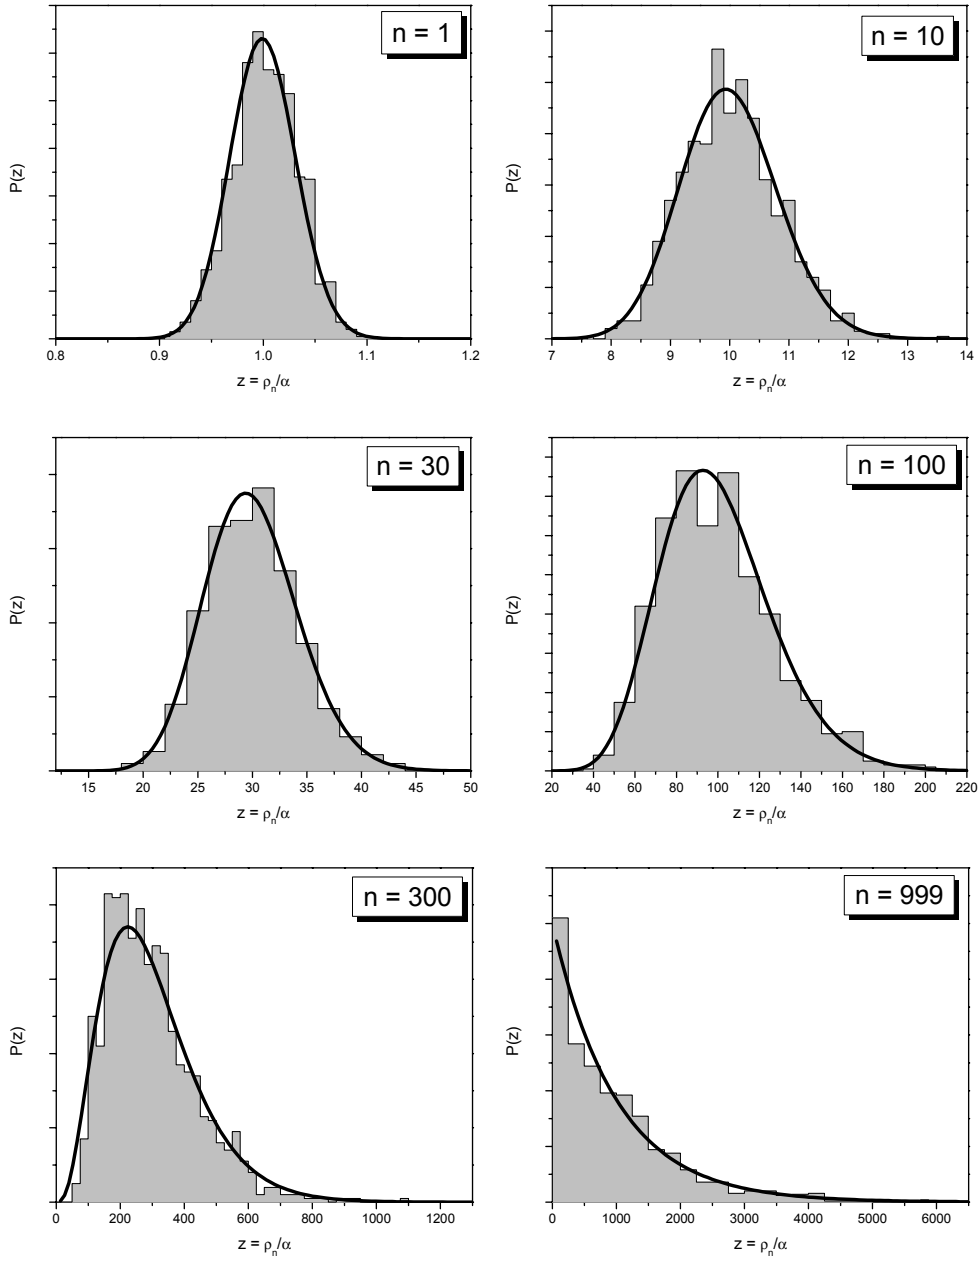 n = 1
P(z)
0.8 0.9 1.0 1.1 1.2
z = ρn/α
n = 10
P(z)
7 8 9 10 11 12 13 14
z = ρn/α
n = 30
P(z)
15 20 25 30 35 40 45 50
z = ρn/α
n = 100
P(z)
20 40 60 80 100 120 140 160 180 200 220
z = ρn/α
n = 300
P(z)
0 200 400 600 800 1000 1200
z = ρn/α
n = 999
P(z)
0 1000 2000 3000 4000 5000 6000
z = ρn/α